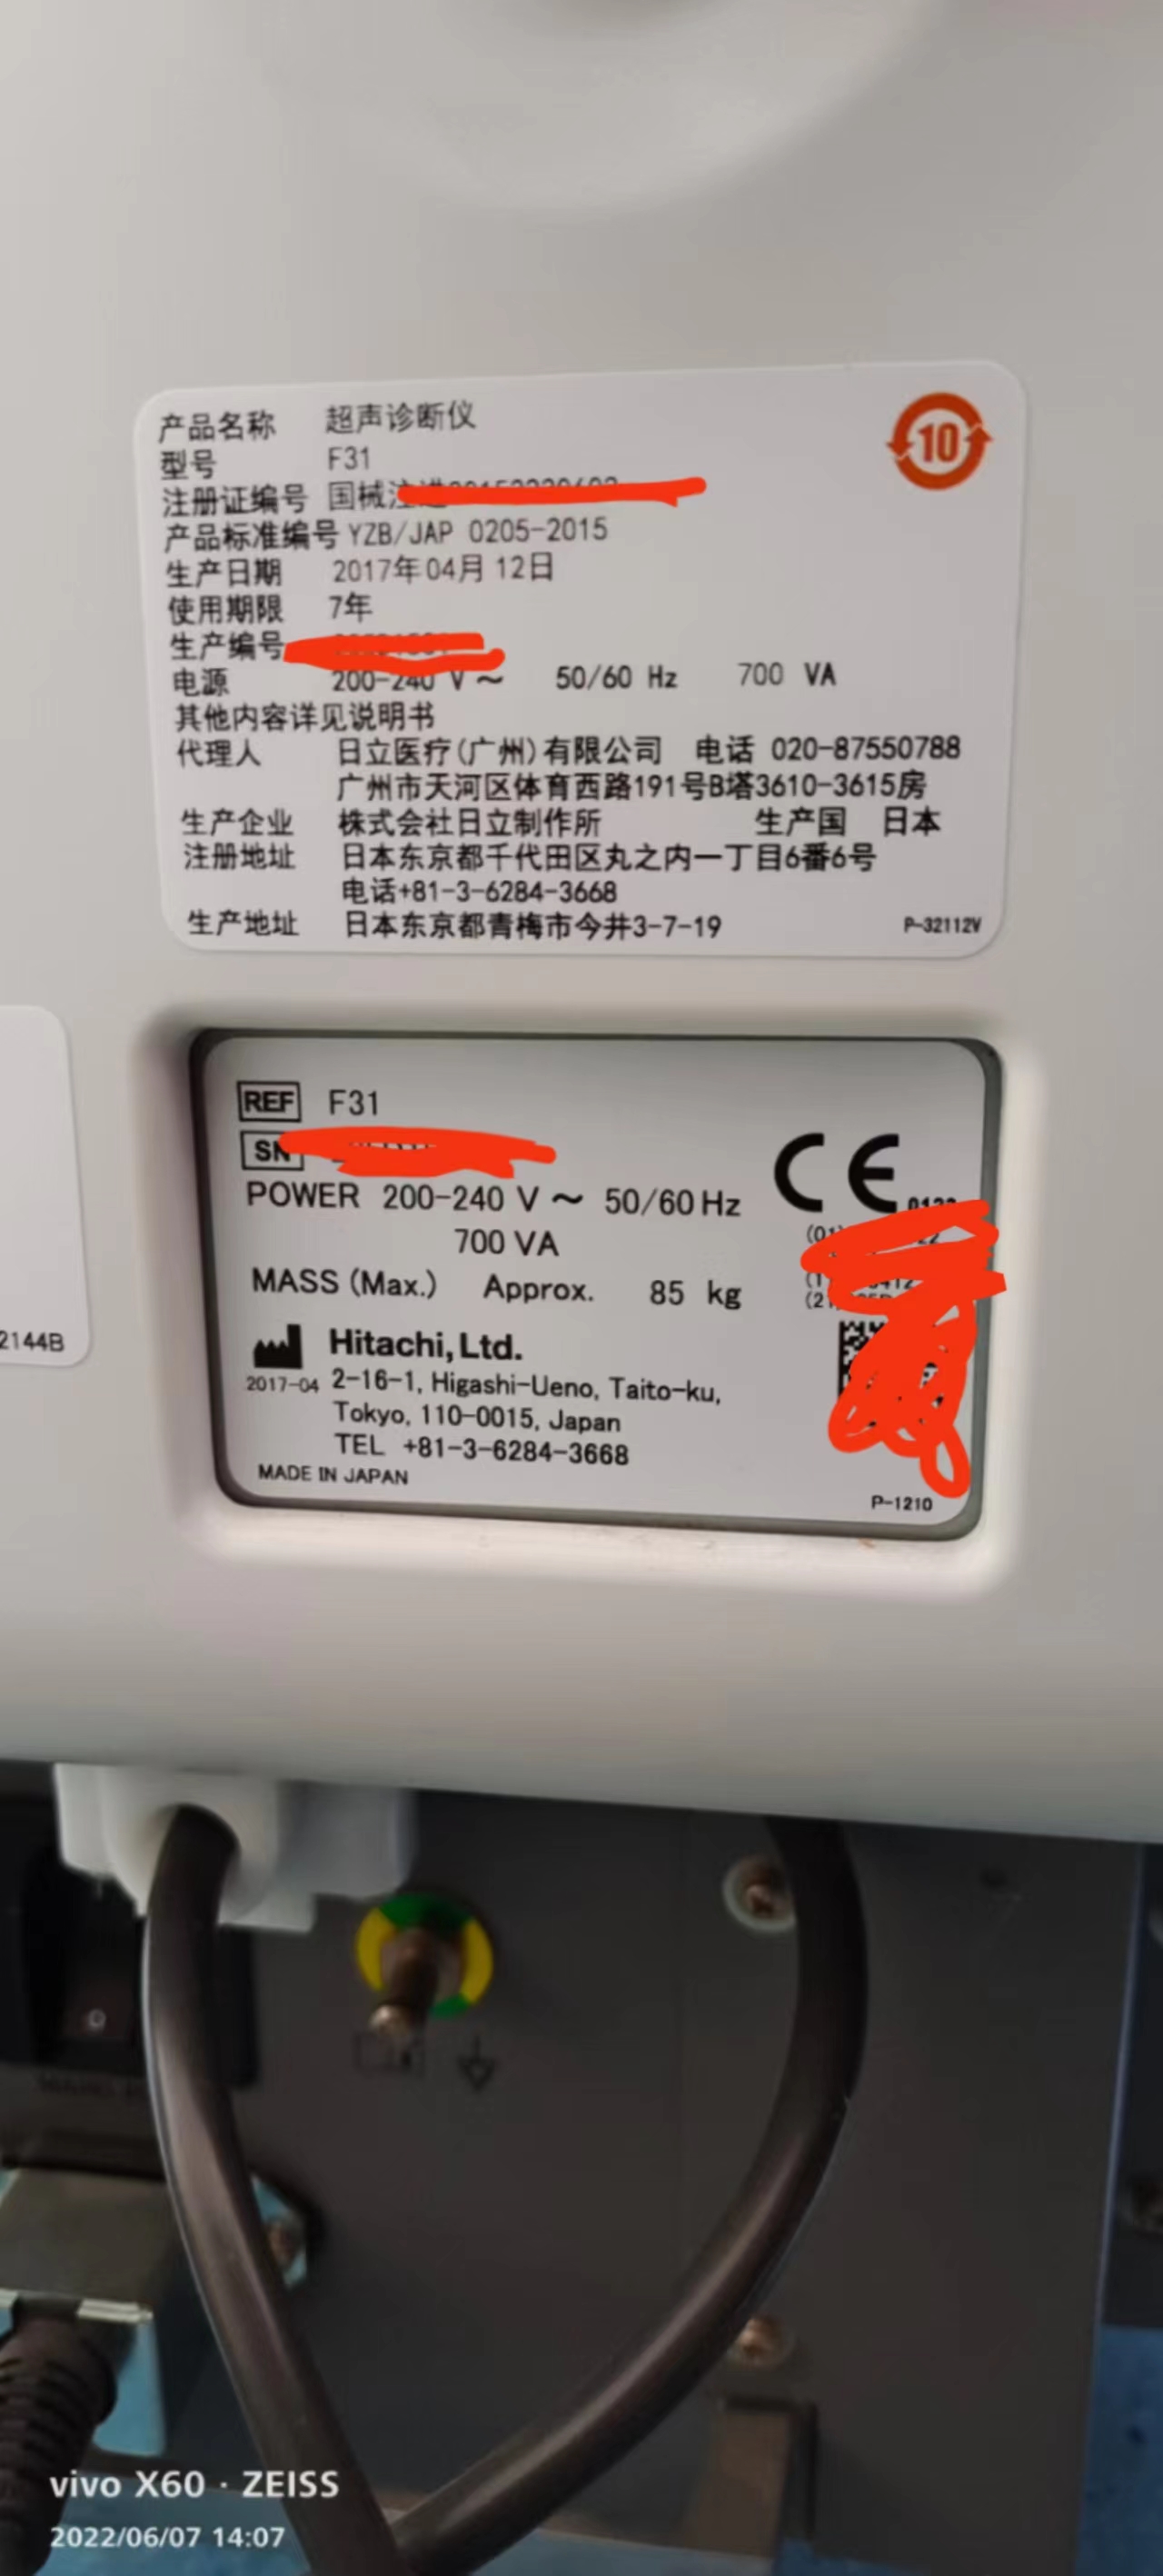 产品名称 超声诊断仪
10
型号 F31
注册证编号 国械注进
产品标准编号 YZB/JAP 0205-2015
生产日期 2017年04月12日
使用期限 7年
生产编号
电源 200-240 V～ 50/60 Hz 700 VA
其他内容详见说明书
代理人 日立医疗(广州)有限公司 电话 020-87550788
广州市天河区体育西路191号B塔3610-3615房
生产企业 株式会社日立制作所 生产国 日本
注册地址 日本东京都千代田区丸之内一丁目6番6号
电话+81-3-6284-3668
生产地址 日本东京都青梅市今井3-7-19
P-32112V
2144B
REF F31
SN
CE
POWER 200-240 V～ 50/60 Hz
700 VA
MASS (Max.) Approx. 85 kg
Hitachi, Ltd.
2017-04 2-16-1, Higashi-Ueno, Taito-ku,
Tokyo, 110-0015, Japan
TEL +81-3-6284-3668
MADE IN JAPAN
P-1210
vivo X60 · ZEISS
2022/06/07 14:07